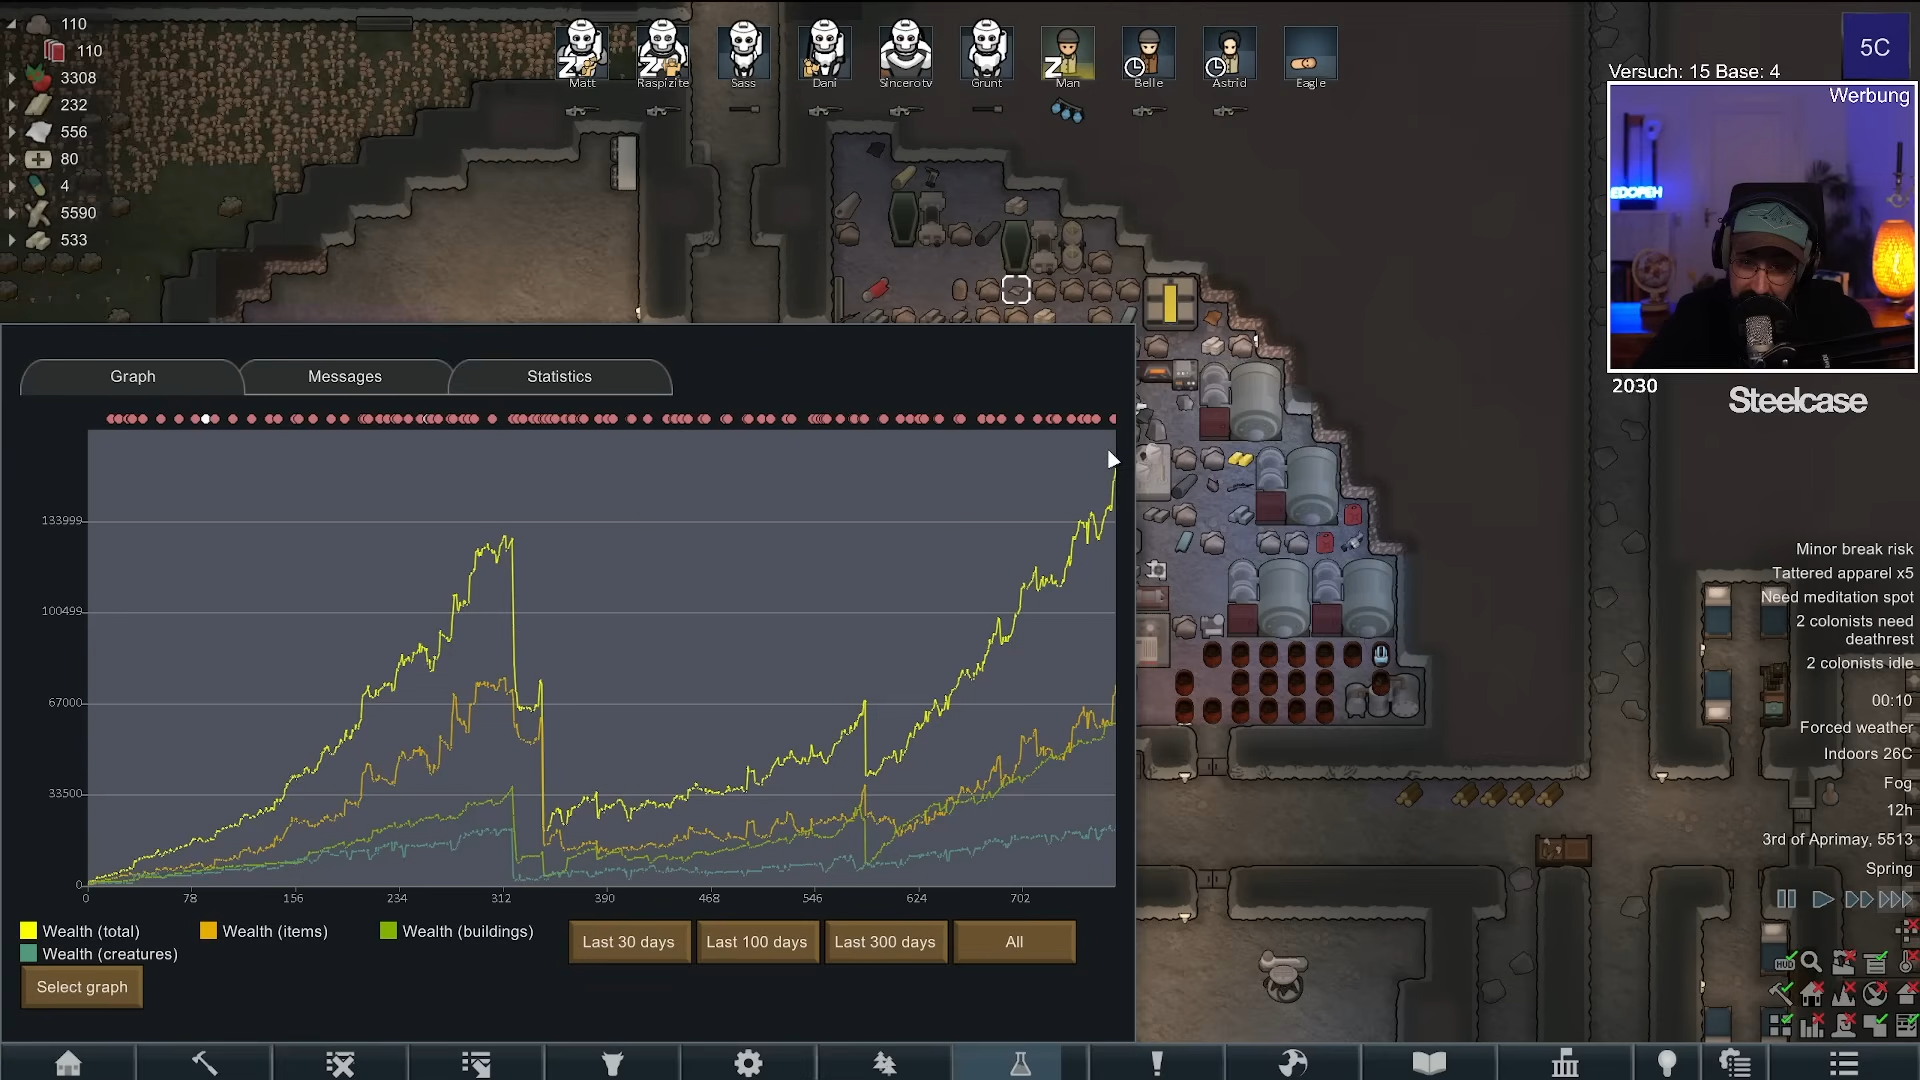 110
110
3308
232
556
80
4
5590
533
Matt
Raspizite
Sass
Dani
Sincerotv
Grunt
Man
Belle
Astrid
Eagle
5C
Versuch: 15 Base: 4
Werbung
2030
Steelcase
Graph
Messages
Statistics
133999
100499
67000
33500
0
0
78
156
234
312
390
468
546
624
702
Wealth (total)
Wealth (items)
Wealth (buildings)
Wealth (creatures)
Last 30 days
Last 100 days
Last 300 days
All
Select graph
Minor break risk
Tattered apparel x5
Need meditation spot
2 colonists need
deathrest
2 colonists idle
00:10
Forced weather
Indoors 26C
Fog
12h
3rd of Aprimay, 5513
Spring
HUD